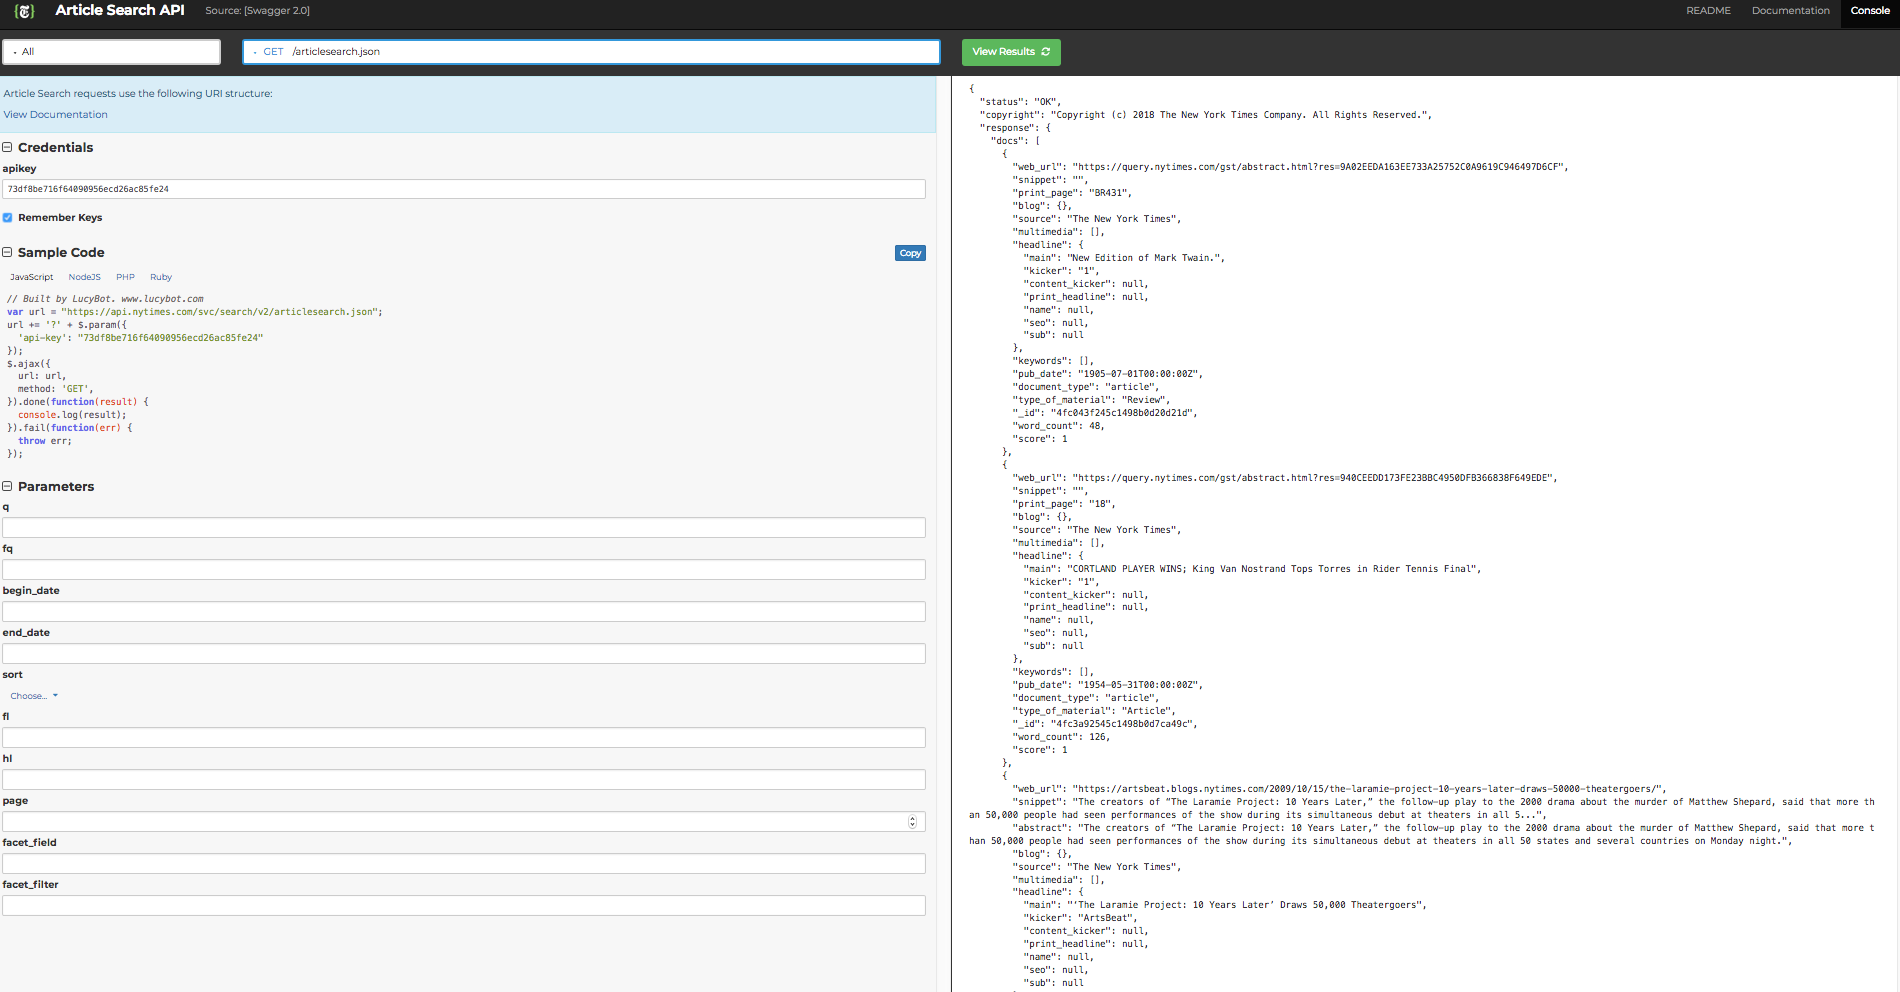 Article Search API Source: [Swagger 2.0] README Documentation Console
All GET /articlesearch.json View Results
Article Search requests use the following URI structure:
View Documentation
Credentials
apikey
73df8be716f64090956ecd26ac85fe24
Remember Keys
Sample Code Copy
JavaScript NodeJS PHP Ruby
// Built by LucyBot. www.lucybot.com
var url = "https://api.nytimes.com/svc/search/v2/articlesearch.json";
url += '?' + $.param({
'api-key': "73df8be716f64090956ecd26ac85fe24"
});
$.ajax({
url: url,
method: 'GET',
}).done(function(result) {
console.log(result);
}).fail(function(err) {
throw err;
});
Parameters
q
fq
begin_date
end_date
sort
Choose...
fl
hl
page
facet_field
facet_filter
{
"status": "OK",
"copyright": "Copyright (c) 2018 The New York Times Company. All Rights Reserved.",
"response": {
"docs": [
{
"web_url": "https://query.nytimes.com/gst/abstract.html?res=9A02EEDA163EE733A25752C0A9619C946497D6CF",
"snippet": "",
"print_page": "BR431",
"blog": {},
"source": "The New York Times",
"multimedia": [],
"headline": {
"main": "New Edition of Mark Twain.",
"kicker": "1",
"content_kicker": null,
"print_headline": null,
"name": null,
"seo": null,
"sub": null
},
"keywords": [],
"pub_date": "1905-07-01T00:00:00Z",
"document_type": "article",
"type_of_material": "Review",
"_id": "4fc043f245c1498b0d20d21d",
"word_count": 48,
"score": 1
},
{
"web_url": "https://query.nytimes.com/gst/abstract.html?res=940CEEDD173FE23BBC4950DFB366838F649EDE",
"snippet": "",
"print_page": "18",
"blog": {},
"source": "The New York Times",
"multimedia": [],
"headline": {
"main": "CORTLAND PLAYER WINS; King Van Nostrand Tops Torres in Rider Tennis Final",
"kicker": "1",
"content_kicker": null,
"print_headline": null,
"name": null,
"seo": null,
"sub": null
},
"keywords": [],
"pub_date": "1954-05-31T00:00:00Z",
"document_type": "article",
"type_of_material": "Article",
"_id": "4fc3a92545c1498b0d7ca49c",
"word_count": 126,
"score": 1
},
{
"web_url": "https://artsbeat.blogs.nytimes.com/2009/10/15/the-laramie-project-10-years-later-draws-50000-theatergoers/",
"snippet": "The creators of “The Laramie Project: 10 Years Later,” the follow-up play to the 2000 drama about the murder of Matthew Shepard, said that more th
an 50,000 people had seen performances of the show during its simultaneous debut at theaters in all 5...",
"abstract": "The creators of “The Laramie Project: 10 Years Later,” the follow-up play to the 2000 drama about the murder of Matthew Shepard, said that more t
han 50,000 people had seen performances of the show during its simultaneous debut at theaters in all 50 states and several countries on Monday night.",
"blog": {},
"source": "The New York Times",
"multimedia": [],
"headline": {
"main": "‘The Laramie Project: 10 Years Later’ Draws 50,000 Theatergoers",
"kicker": "ArtsBeat",
"content_kicker": null,
"print_headline": null,
"name": null,
"seo": null,
"sub": null